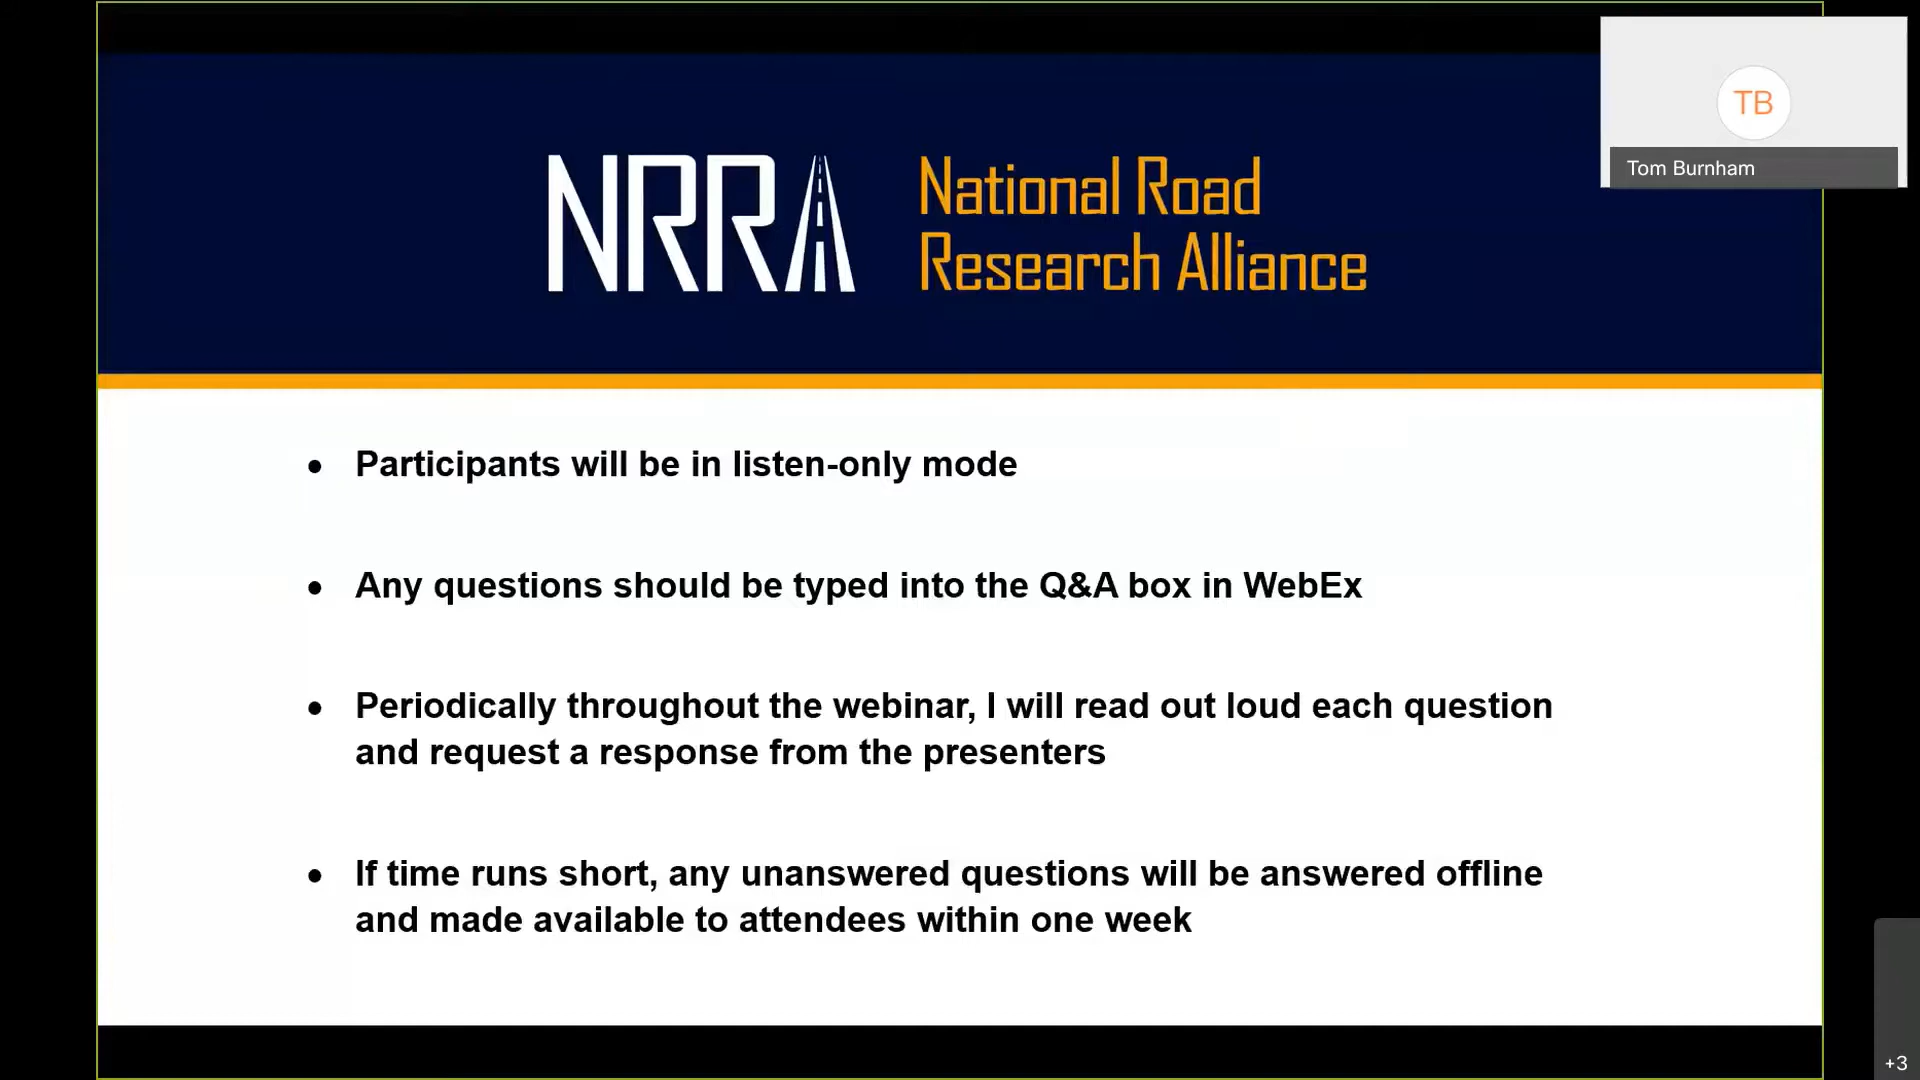 TB
Tom Burnham
NRRA
National Road
Research Alliance
• Participants will be in listen-only mode
• Any questions should be typed into the Q&A box in WebEx
• Periodically throughout the webinar, I will read out loud each question
and request a response from the presenters
• If time runs short, any unanswered questions will be answered offline
and made available to attendees within one week
+3